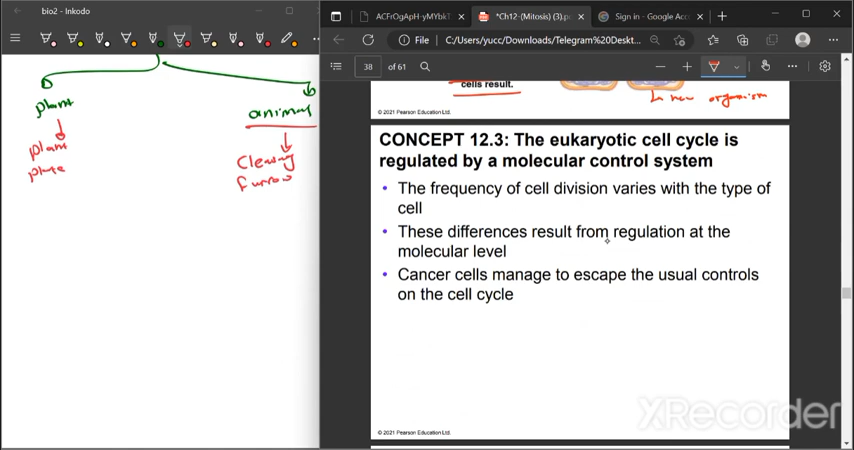 bio2 - Inkodo
plant
animal
plant
plate
Cleavag
furrow
ACFrOgApH-yMYbkT
*Ch12-(Mitosis) (3).p
Sign in - Google Acc
File
C:/Users/yucc/Downloads/Telegram%20Deskt...
38 of 61
cells result.
new organism
© 2021 Pearson Education Ltd.
CONCEPT 12.3: The eukaryotic cell cycle is
regulated by a molecular control system
• The frequency of cell division varies with the type of
cell
• These differences result from regulation at the
molecular level
• Cancer cells manage to escape the usual controls
on the cell cycle
XRecorder
© 2021 Pearson Education Ltd.